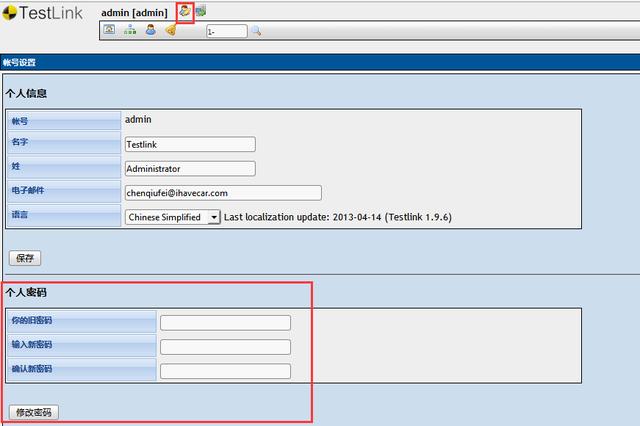 TestLink admin [admin]
1-
帐号设置
个人信息
帐号 admin
名字 Testlink
姓 Administrator
电子邮件 chenqiufei@ihavecar.com
语言 Chinese Simplified Last localization update: 2013-04-14 (Testlink 1.9.6)
保存
个人密码
你的旧密码
输入新密码
确认新密码
修改密码